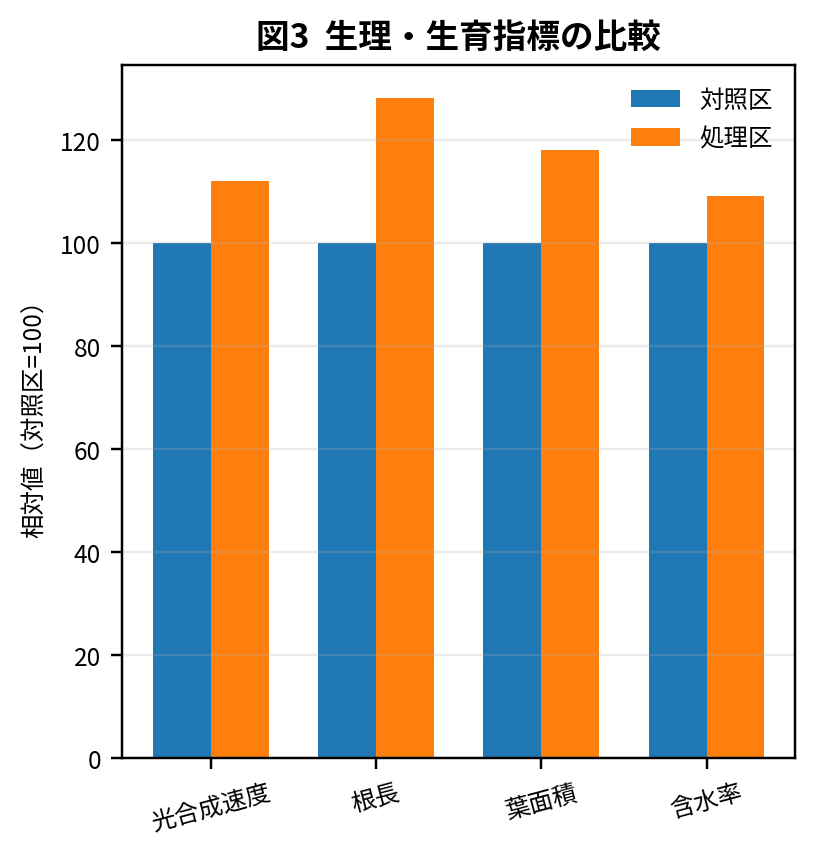 図3 生理・生育指標の比較
対照区
処理区
相対値（対照区=100）
120
100
80
60
40
20
0
光合成速度
根長
葉面積
含水率